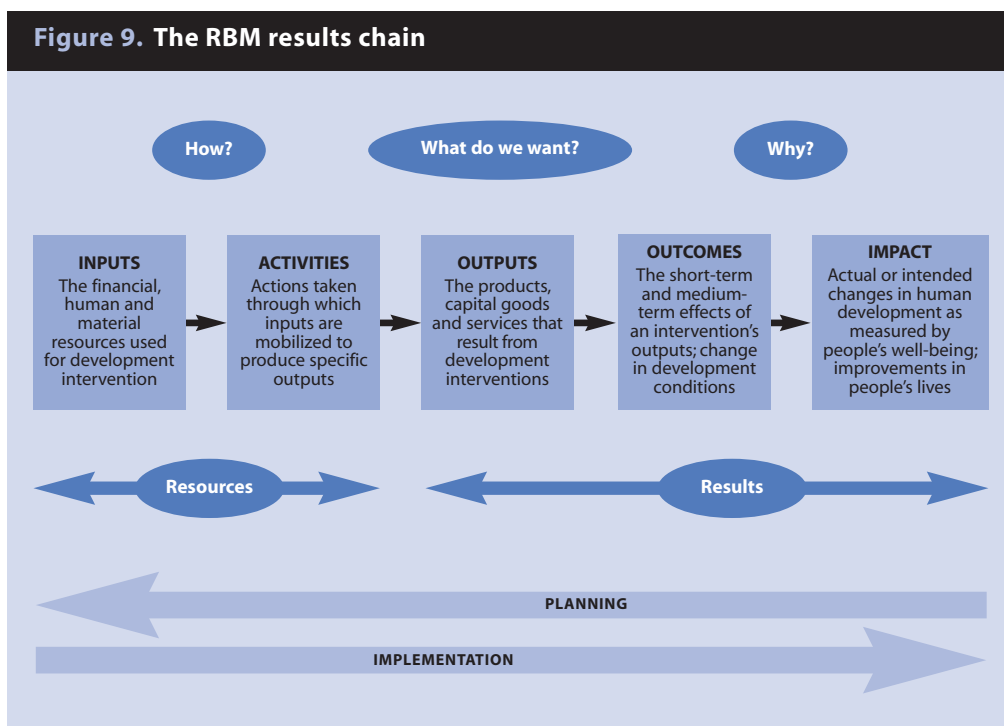 Figure 9. The RBM results chain
How?
What do we want?
Why?
INPUTS
The financial,
human and
material
resources used
for development
intervention
ACTIVITIES
Actions taken
through which
inputs are
mobilized to
produce specific
outputs
OUTPUTS
The products,
capital goods
and services that
result from
development
interventions
OUTCOMES
The short-term
and medium-
term effects of
an intervention’s
outputs; change
in development
conditions
IMPACT
Actual or intended
changes in human
development as
measured by
people’s well-being;
improvements in
people’s lives
Resources
Results
PLANNING
IMPLEMENTATION